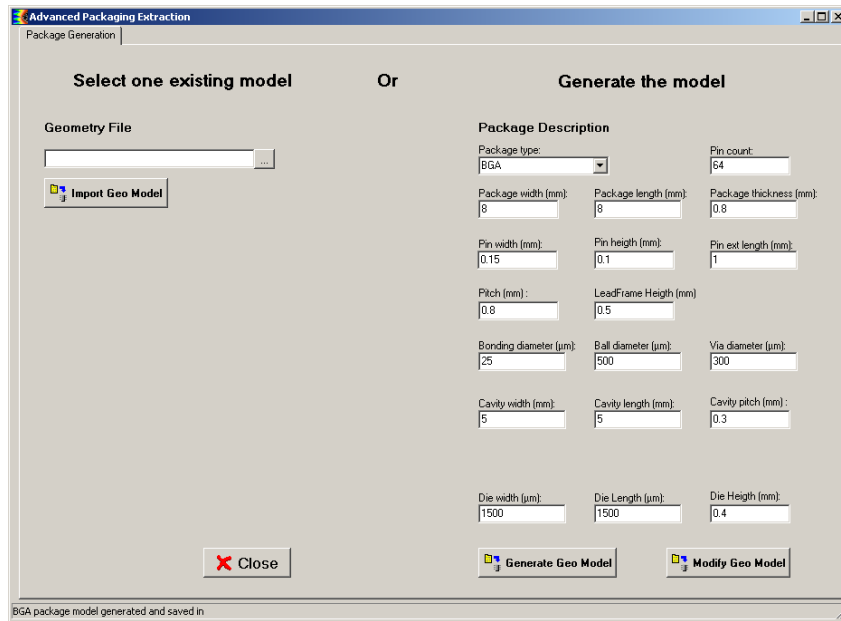 Advanced Packaging Extraction
Package Generation
Select one existing model Or Generate the model
Geometry File
...
Import Geo Model
Package Description
Package type: Pin count:
BGA 64
Package width (mm): Package length (mm): Package thickness (mm):
8 8 0.8
Pin width (mm): Pin heigth (mm): Pin ext length (mm):
0.15 0.1 1
Pitch (mm) : LeadFrame Heigth (mm)
0.8 0.5
Bonding diameter (µm): Ball diameter (µm): Via diameter (µm):
25 500 300
Cavity width (mm): Cavity length (mm): Cavity pitch (mm) :
5 5 0.3
Die width (µm): Die Length (µm): Die Heigth (mm):
1500 1500 0.4
Close Generate Geo Model Modify Geo Model
BGA package model generated and saved in